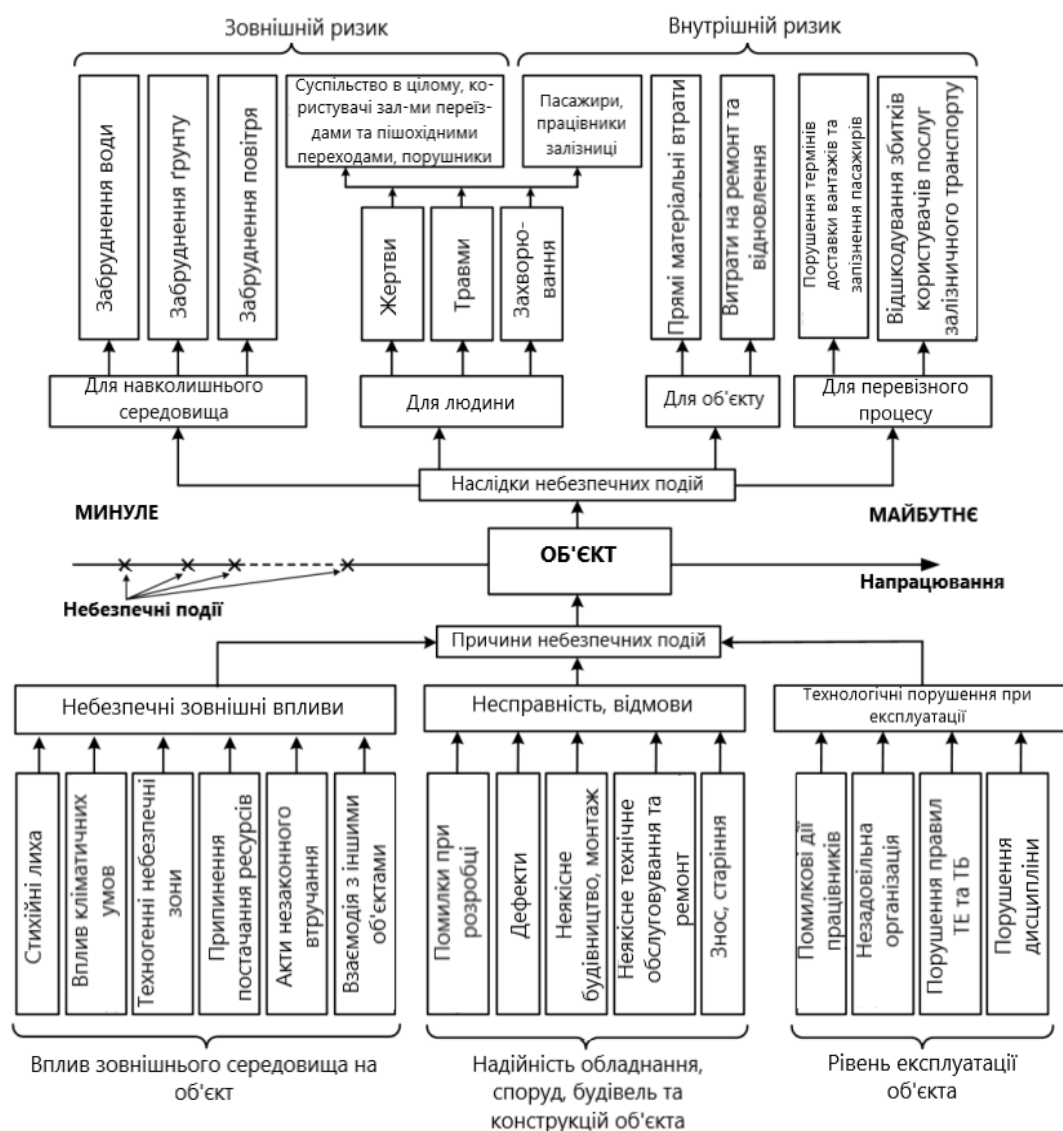 Зовнішній ризик
Внутрішній ризик
Забруднення води
Забруднення ґрунту
Забруднення повітря
Суспільство в цілому, ко-
ристувачі зал-ми переїз-
дами та пішохідними
переходами, порушники
Пасажири,
працівники
залізниці
Прямі матеріальні втрати
Витрати на ремонт та
відновлення
Порушення термінів
доставки вантажів та
запізнення пасажирів
Відшкодування збитків
користувачів послуг
залізничного транспорту
Жертви
Травми
Захворю-
вання
Для навколишнього
середовища
Для людини
Для об'єкту
Для перевізного
процесу
Наслідки небезпечних подій
МИНУЛЕ
МАЙБУТНЄ
ОБ'ЄКТ
Напрацювання
Небезпечні події
Причини небезпечних подій
Небезпечні зовнішні впливи
Несправність, відмови
Технологічні порушення при
експлуатації
Стихійні лиха
Вплив кліматичних
умов
Техногенні небезпечні
зони
Припинення
постачання ресурсів
Акти незаконного
втручання
Взаємодія з іншими
об'єктами
Помилки при
розробці
Дефекти
Неякісне
будівництво, монтаж
Неякісне технічне
обслуговування та
ремонт
Знос, старіння
Помилкові дії
працівників
Незадовільна
організація
Порушення правил
ТЕ та ТБ
Порушення
дисципліни
Вплив зовнішнього середовища на
об'єкт
Надійність обладнання,
споруд, будівель та
конструкцій об'єкта
Рівень експлуатації
об'єкта